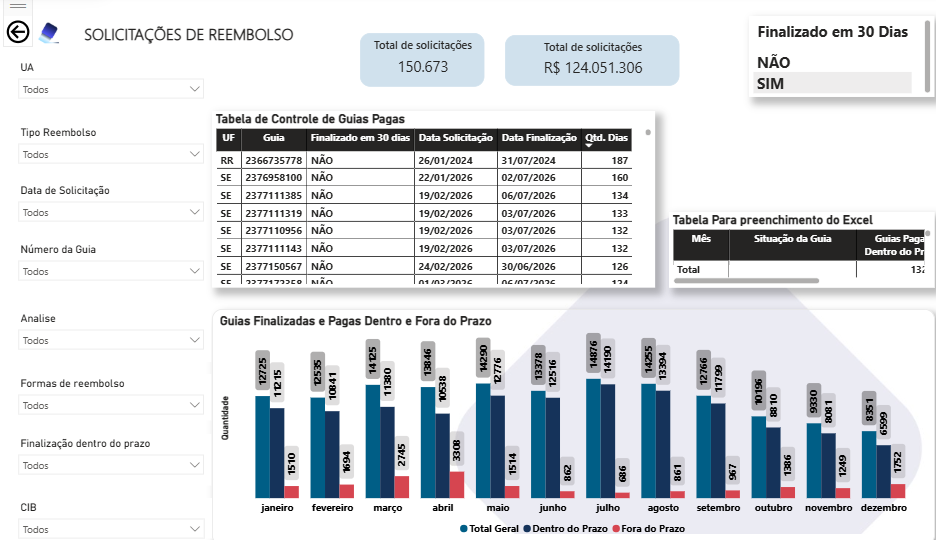 SOLICITAÇÕES DE REEMBOLSO
Total de solicitações
150.673
Total de solicitações
R$ 124.051.306
Finalizado em 30 Dias
NÃO
SIM
UA
Todos
Tipo Reembolso
Todos
Data de Solicitação
Todos
Número da Guia
Todos
Analise
Todos
Formas de reembolso
Todos
Finalização dentro do prazo
Todos
CIB
Todos
Tabela de Controle de Guias Pagas
UF Guia Finalizado em 30 dias Data Solicitação Data Finalização Qtd. Dias
RR 2366735778 NÃO 26/01/2024 31/07/2024 187
SE 2376958100 NÃO 22/01/2026 02/07/2026 160
SE 2377111385 NÃO 19/02/2026 06/07/2026 134
SE 2377111319 NÃO 19/02/2026 03/07/2026 133
SE 2377110956 NÃO 19/02/2026 03/07/2026 132
SE 2377111143 NÃO 19/02/2026 03/07/2026 132
SE 2377150567 NÃO 24/02/2026 30/06/2026 126
Tabela Para preenchimento do Excel
Mês Situação da Guia Guias Paga
Dentro do Pr
Total 132
Guias Finalizadas e Pagas Dentro e Fora do Prazo
Quantidade
12725 11215 1510
12535 10841 1694
14125 11380 2745
13846 10538 3308
14290 12776 1514
13378 12516 862
14876 14190 686
14255 13394 861
12766 11799 967
10196 8810 1386
9330 8081 1249
8351 6599 1752
janeiro fevereiro março abril maio junho julho agosto setembro outubro novembro dezembro
Total Geral Dentro do Prazo Fora do Prazo